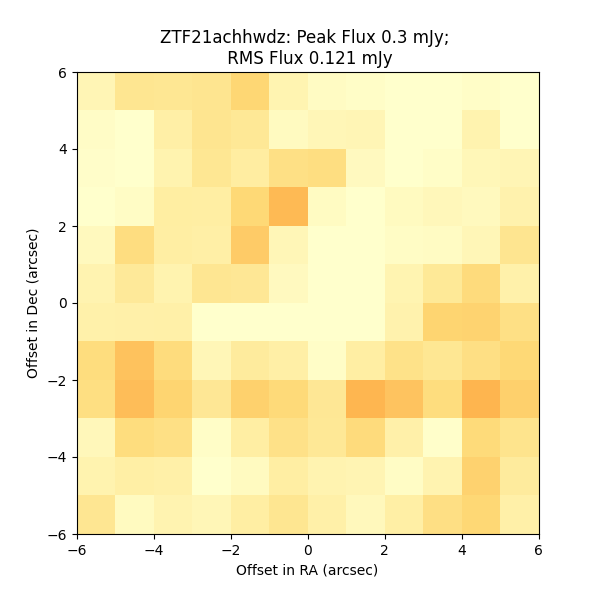 ZTF21achhwdz: Peak Flux 0.3 mJy;
RMS Flux 0.121 mJy
6
4
2
0
−2
−4
−6
Offset in Dec (arcsec)
−6 −4 −2 0 2 4 6
Offset in RA (arcsec)